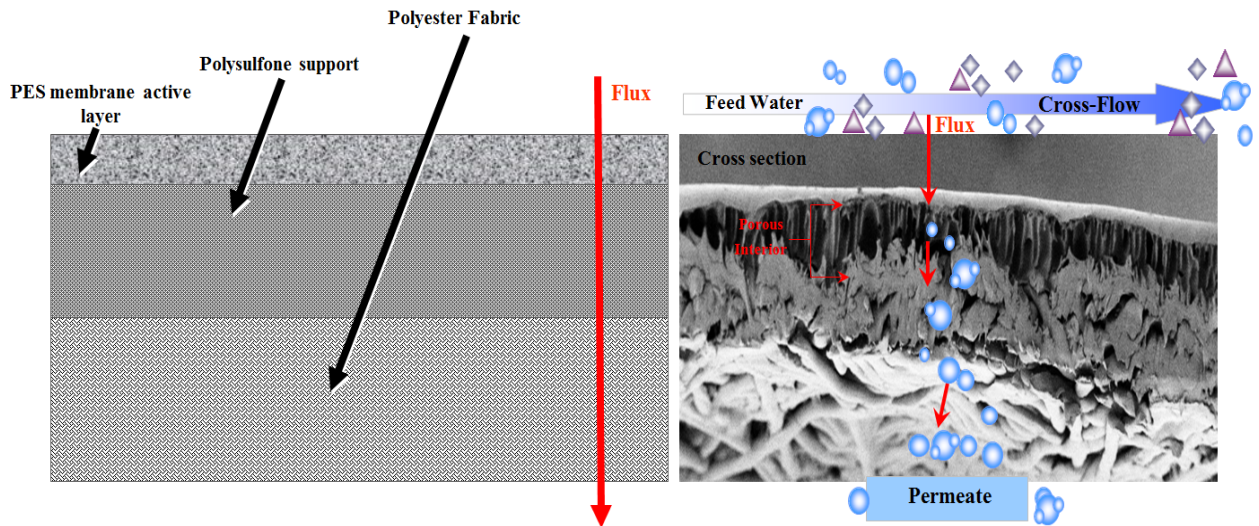 Polyester Fabric
Polysulfone support
PES membrane active
layer
Flux
Feed Water
Cross-Flow
Flux
Cross section
Porous
Interior
Permeate